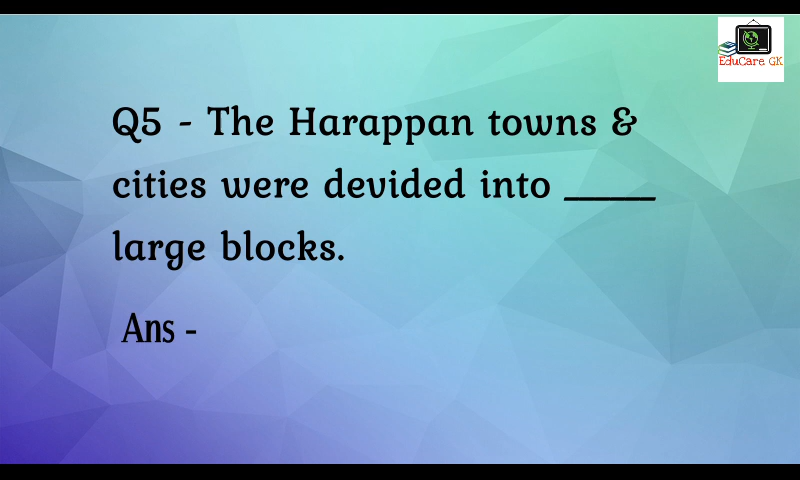 EduCare GK
Q5 - The Harappan towns &
cities were devided into _____
large blocks.
Ans -